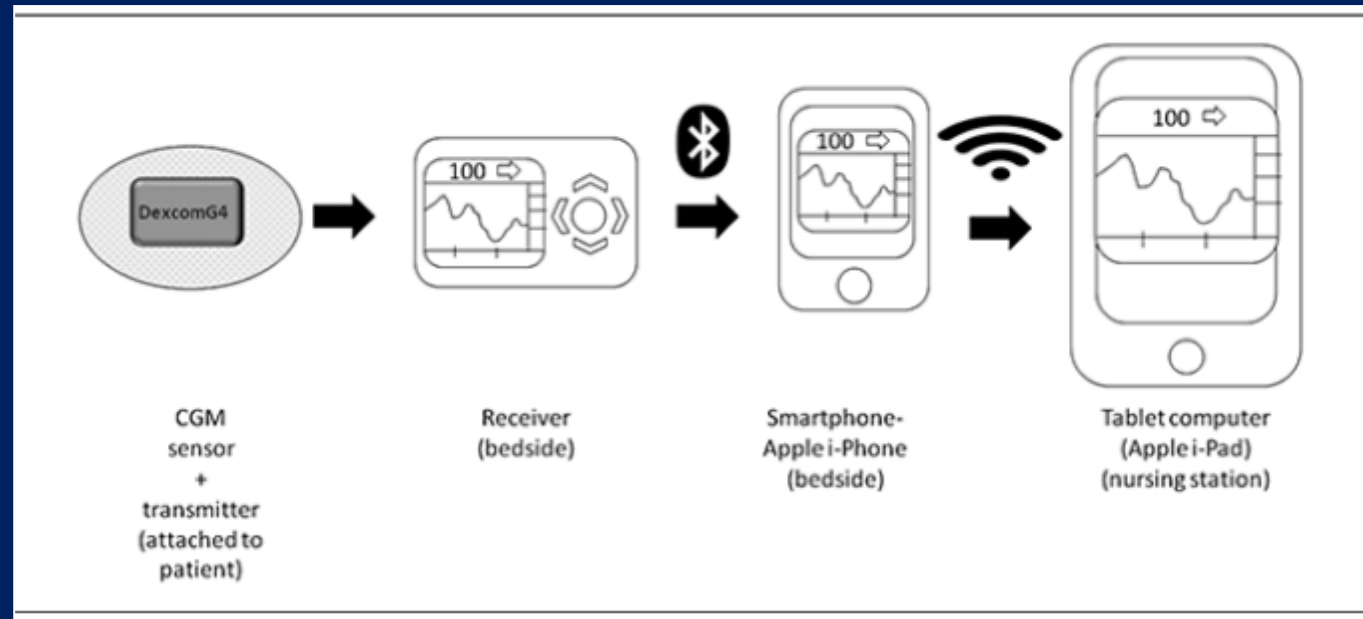 DexcomG4
100
100
100
CGM
sensor
+
transmitter
(attached to
patient)
Receiver
(bedside)
Smartphone-
Apple i-Phone
(bedside)
Tablet computer
(Apple i-Pad)
(nursing station)